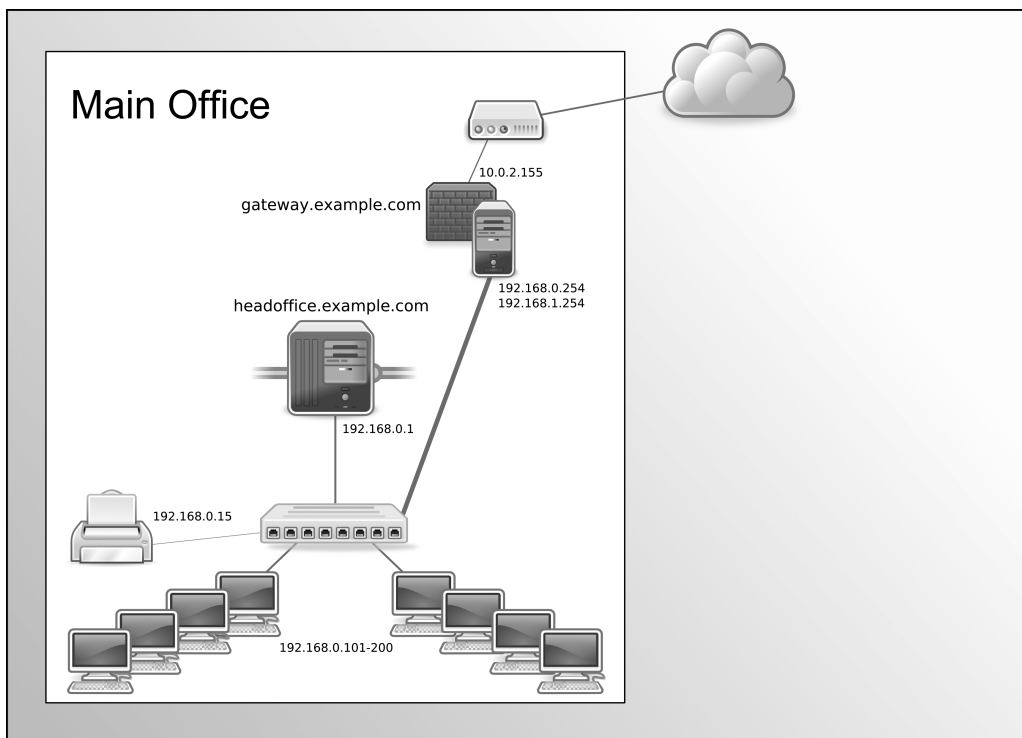 Main Office
10.0.2.155
gateway.example.com
192.168.0.254
192.168.1.254
headoffice.example.com
192.168.0.1
192.168.0.15
192.168.0.101-200